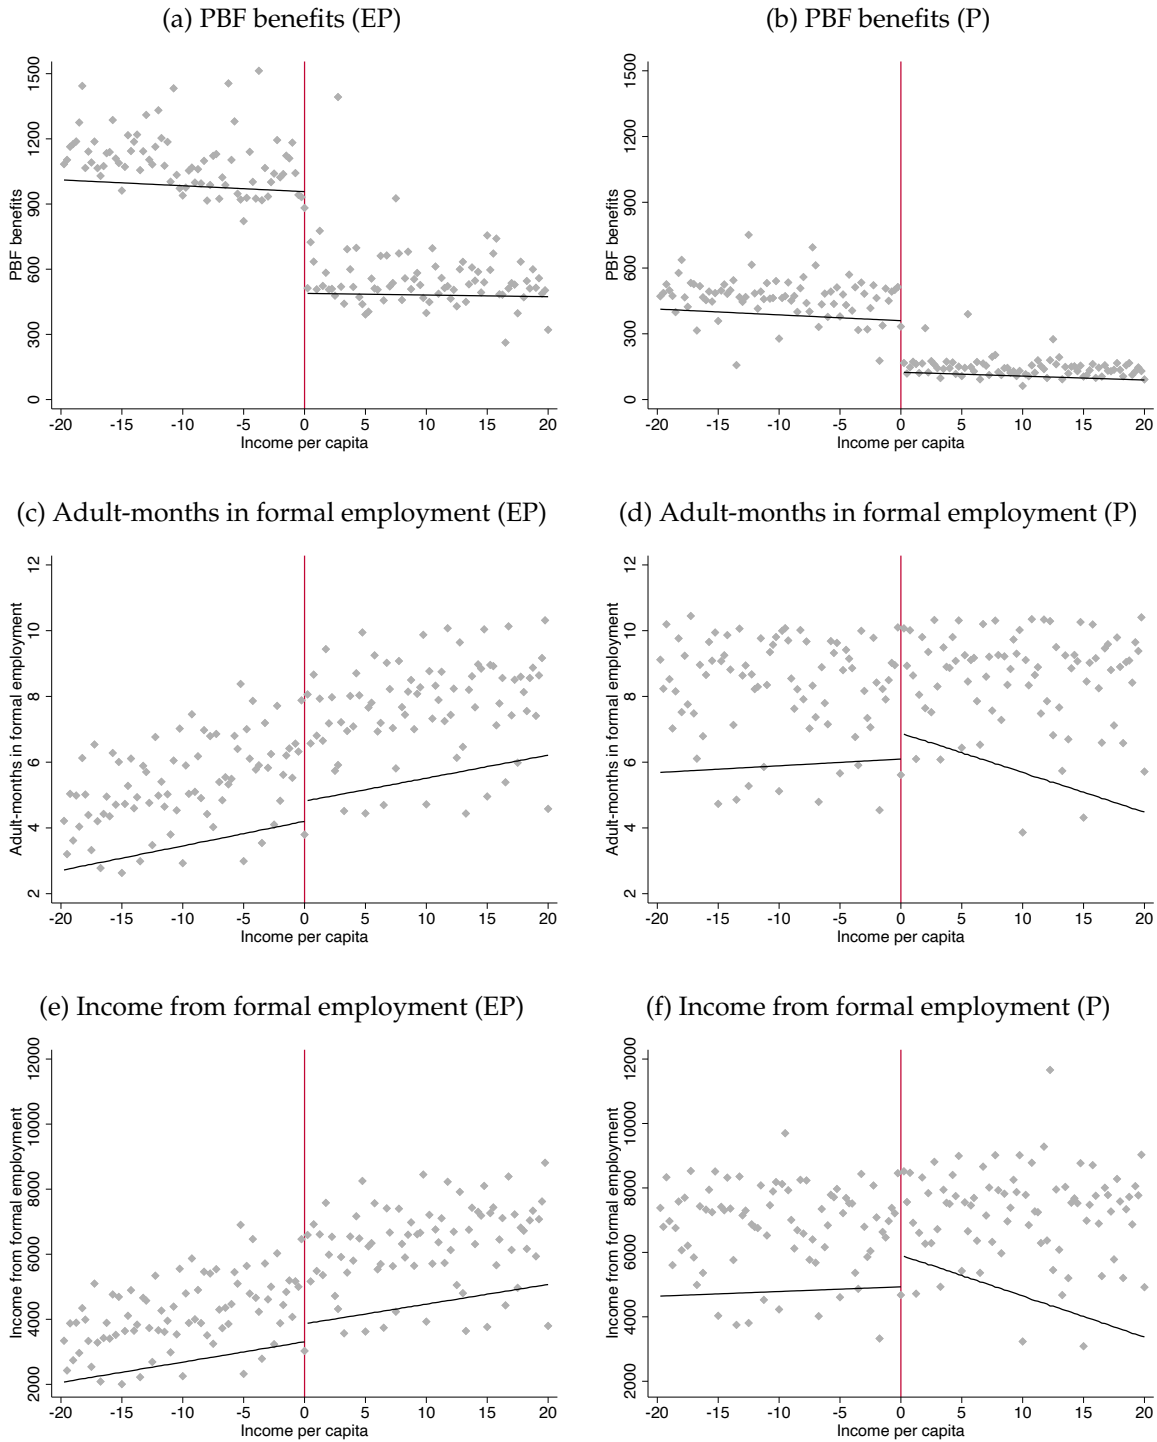 (a) PBF benefits (EP)
PBF benefits
1500
1200
900
600
300
0
-20 -15 -10 -5 0 5 10 15 20
Income per capita
(b) PBF benefits (P)
PBF benefits
1500
1200
900
600
300
0
-20 -15 -10 -5 0 5 10 15 20
Income per capita
(c) Adult-months in formal employment (EP)
Adult-months in formal employment
12
10
8
6
4
2
-20 -15 -10 -5 0 5 10 15 20
Income per capita
(d) Adult-months in formal employment (P)
Adult-months in formal employment
12
10
8
6
4
2
-20 -15 -10 -5 0 5 10 15 20
Income per capita
(e) Income from formal employment (EP)
Income from formal employment
12000
10000
8000
6000
4000
2000
-20 -15 -10 -5 0 5 10 15 20
Income per capita
(f) Income from formal employment (P)
Income from formal employment
12000
10000
8000
6000
4000
2000
-20 -15 -10 -5 0 5 10 15 20
Income per capita